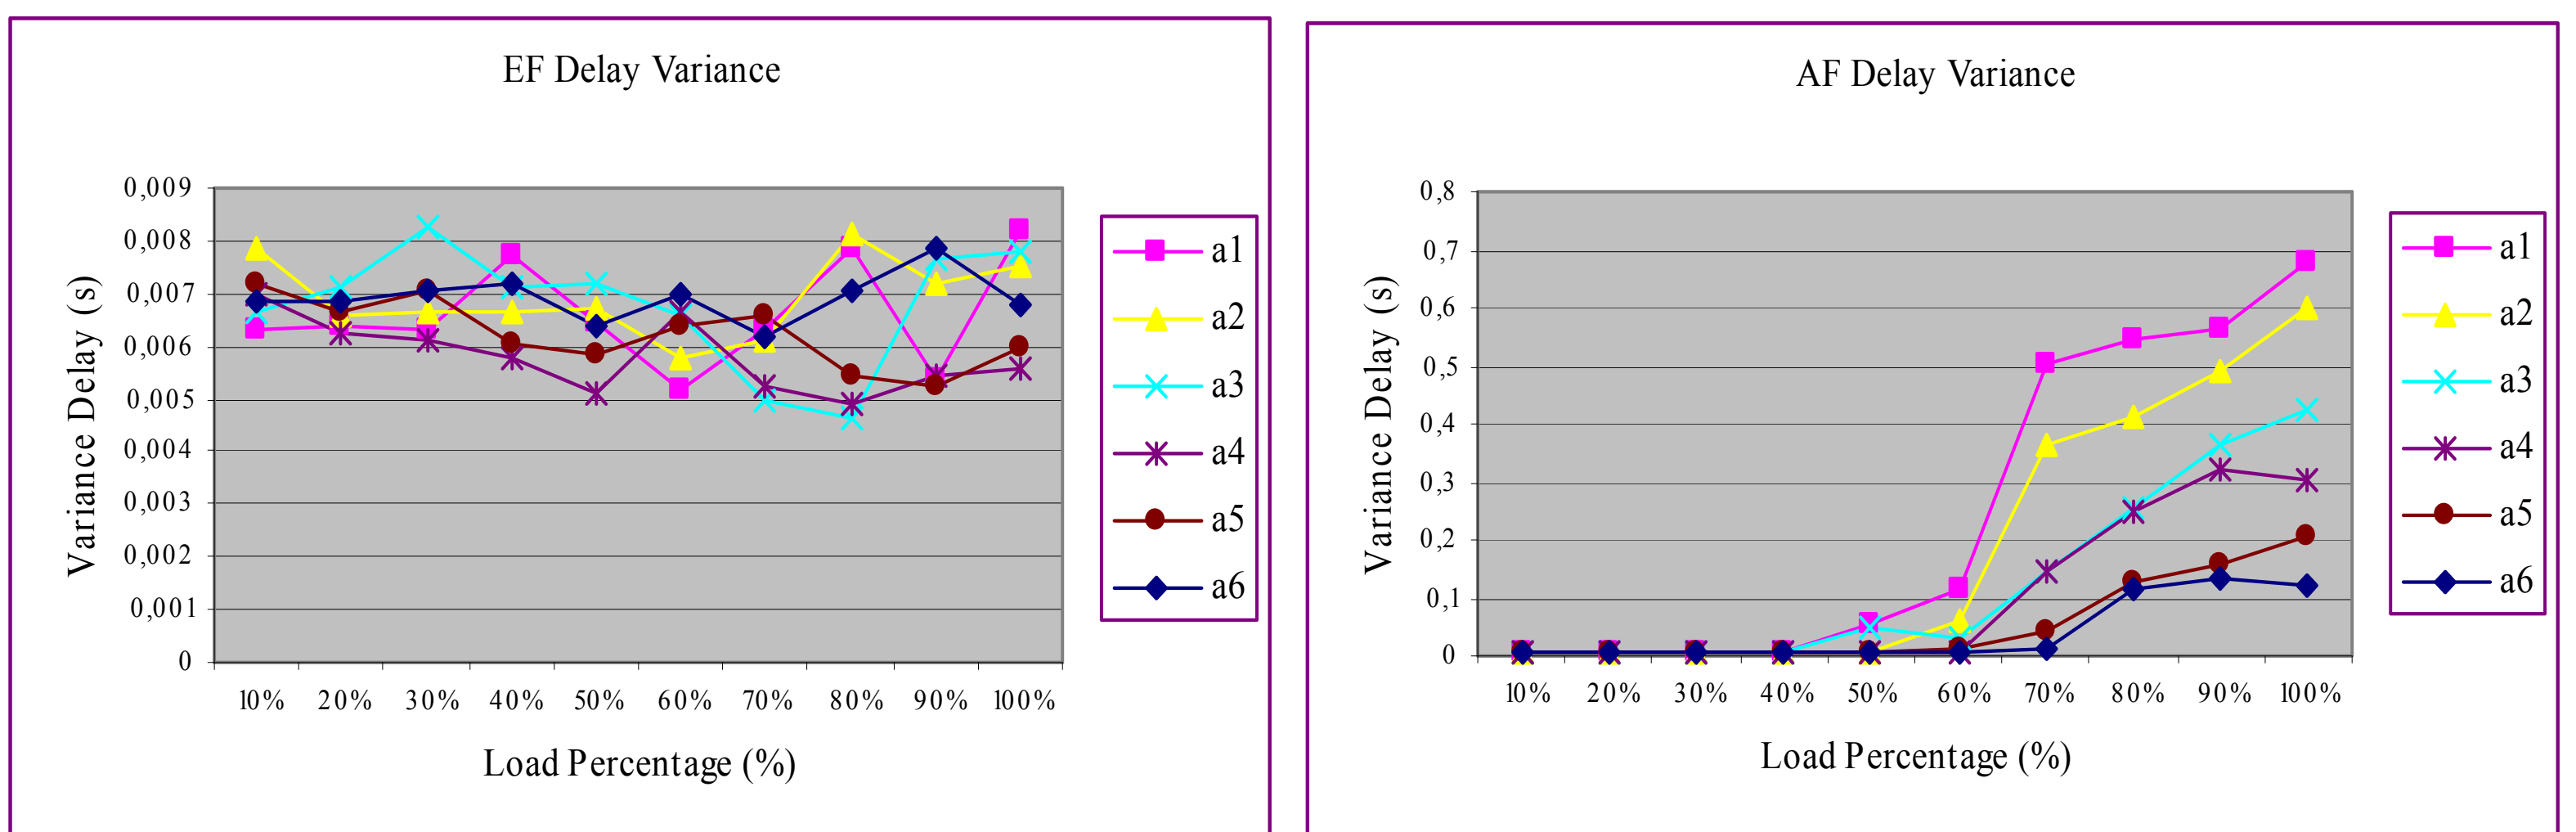 EF Delay Variance
Variance Delay (s)
0,009
0,008
0,007
0,006
0,005
0,004
0,003
0,002
0,001
0
10% 20% 30% 40% 50% 60% 70% 80% 90% 100%
Load Percentage (%)
a1
a2
a3
a4
a5
a6
AF Delay Variance
Variance Delay (s)
0,8
0,7
0,6
0,5
0,4
0,3
0,2
0,1
0
10% 20% 30% 40% 50% 60% 70% 80% 90% 100%
Load Percentage (%)
a1
a2
a3
a4
a5
a6